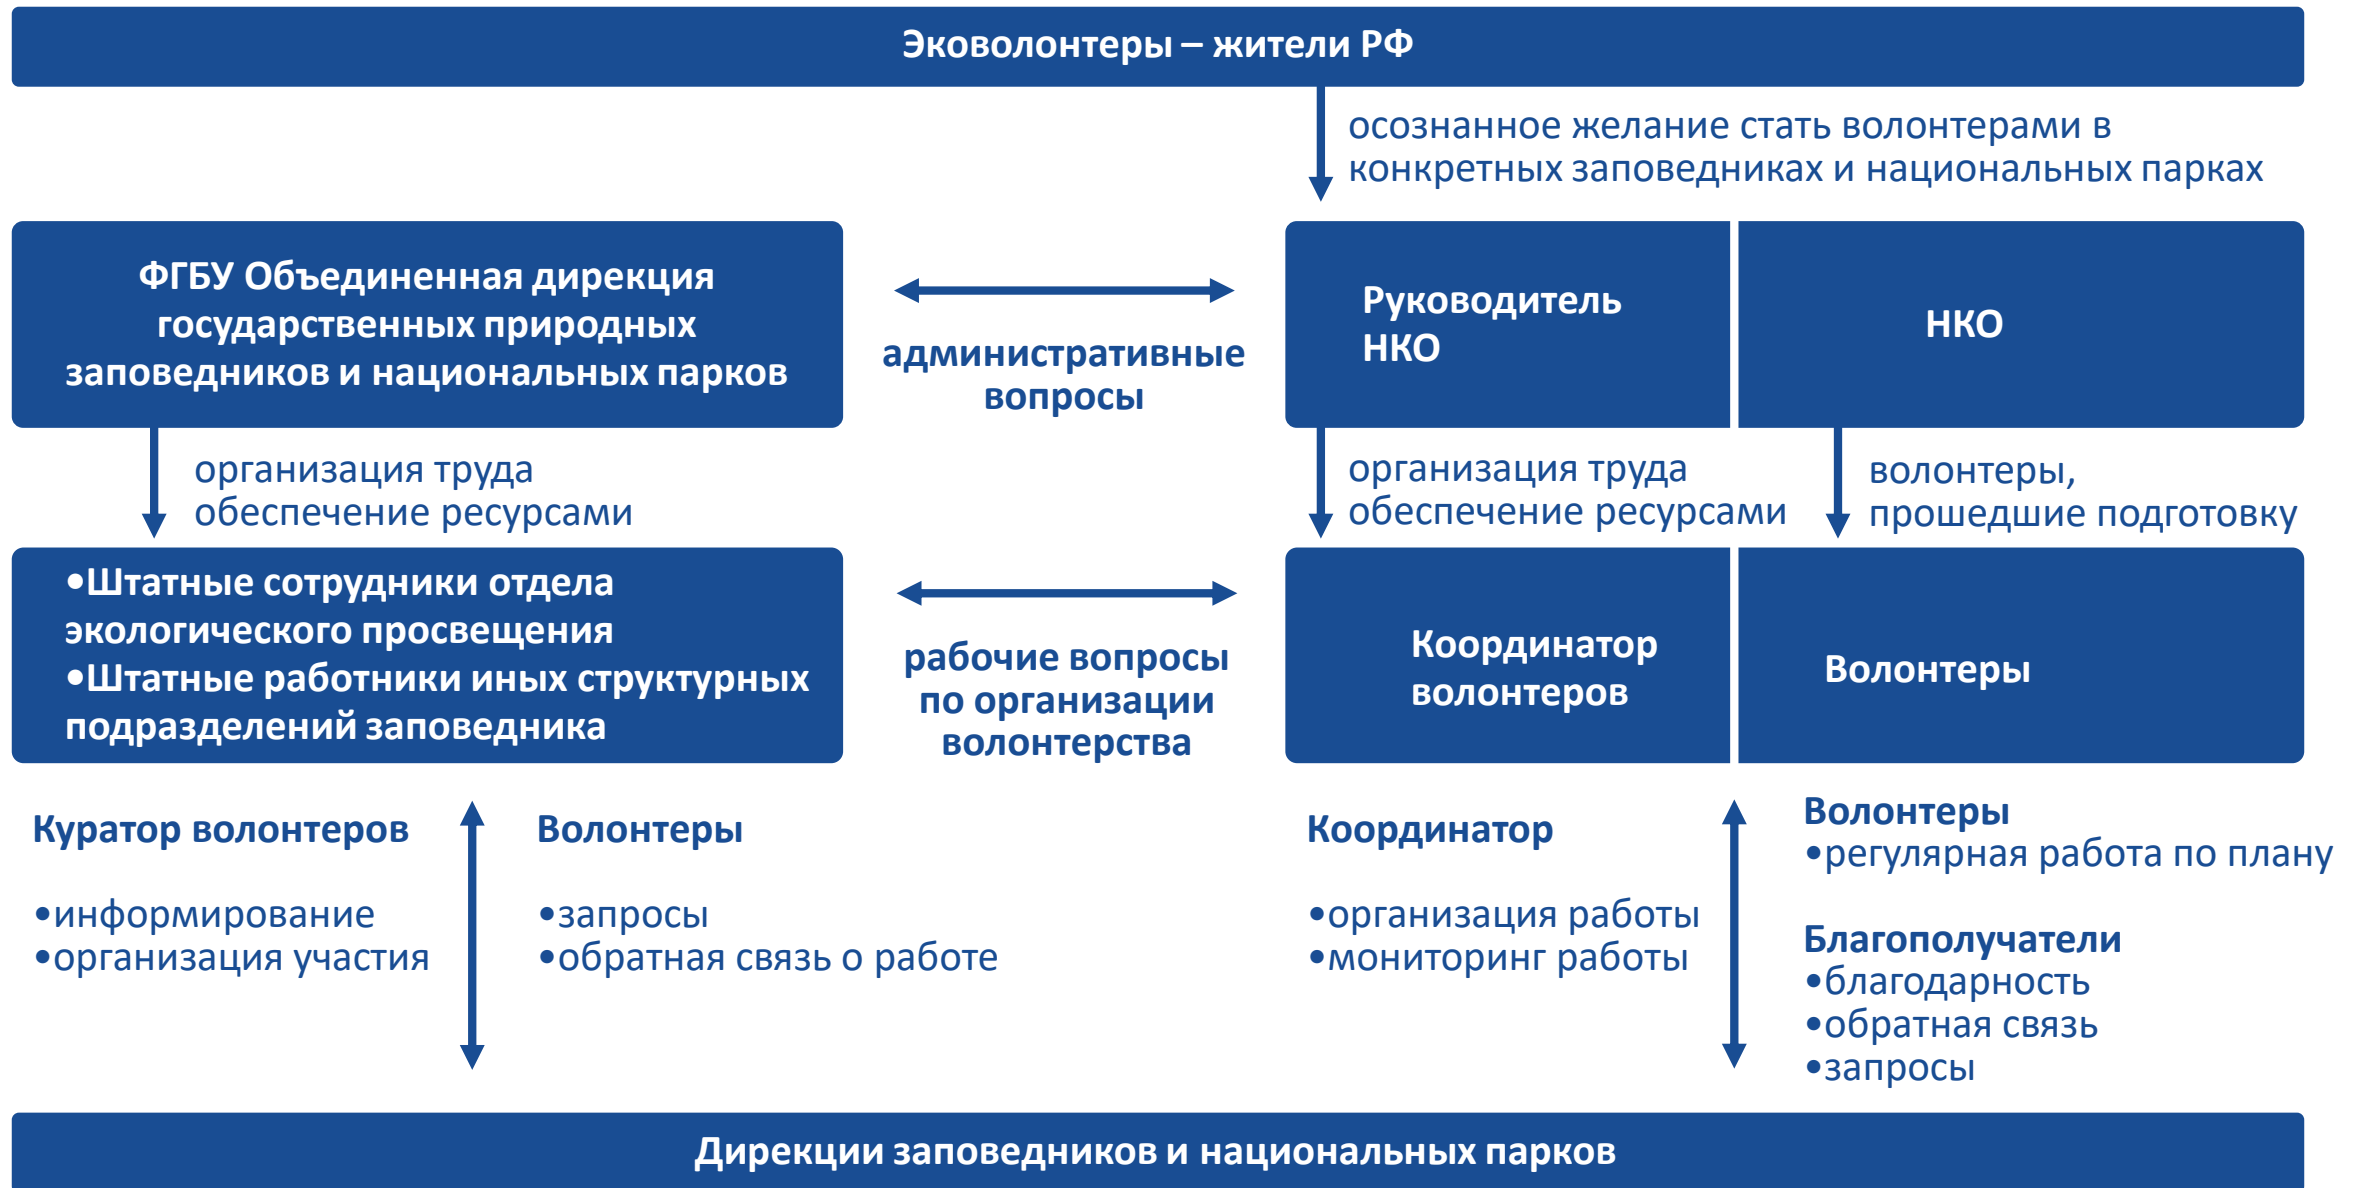 Эковолонтеры – жители РФ
осознанное желание стать волонтерами в
конкретных заповедниках и национальных парках
ФГБУ Объединенная дирекция
государственных природных
заповедников и национальных парков
административные
вопросы
Руководитель
НКО
НКО
организация труда
обеспечение ресурсами
организация труда
обеспечение ресурсами
волонтеры,
прошедшие подготовку
•Штатные сотрудники отдела
экологического просвещения
•Штатные работники иных структурных
подразделений заповедника
рабочие вопросы
по организации
волонтерства
Координатор
волонтеров
Волонтеры
Куратор волонтеров
•информирование
•организация участия
Волонтеры
•запросы
•обратная связь о работе
Координатор
•организация работы
•мониторинг работы
Волонтеры
•регулярная работа по плану
Благополучатели
•благодарность
•обратная связь
•запросы
Дирекции заповедников и национальных парков